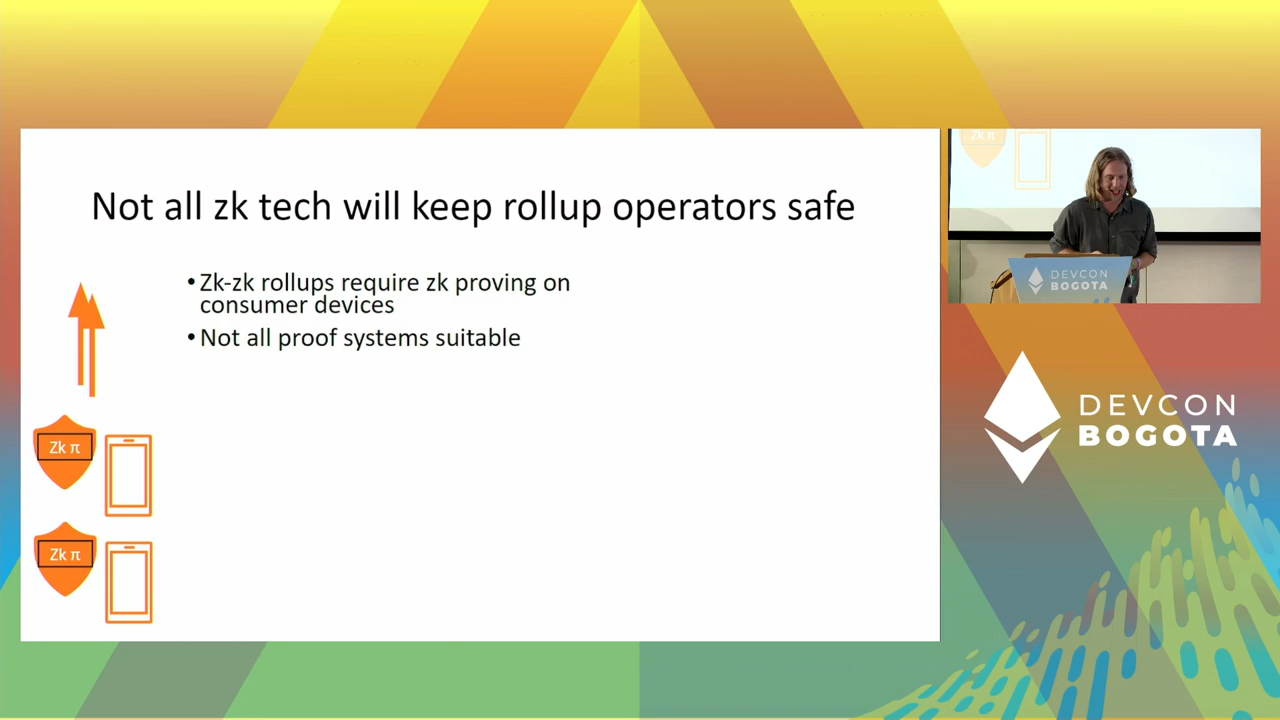 Not all zk tech will keep rollup operators safe
• Zk-zk rollups require zk proving on
consumer devices
• Not all proof systems suitable
Zk π
Zk π
Zk π
DEVCON
BOGOTA
DEVCON
BOGOTA